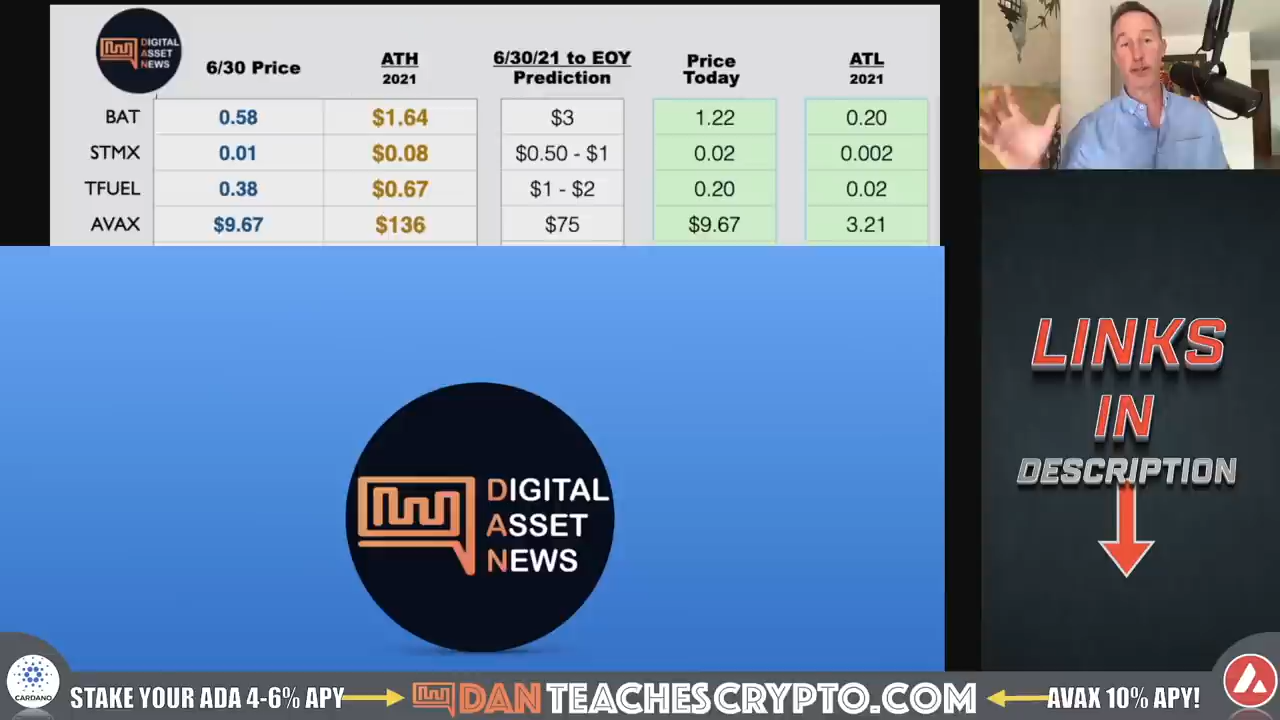 DIGITAL
ASSET
NEWS
6/30 Price
ATH
2021
6/30/21 to EOY
Prediction
Price
Today
ATL
2021
BAT 0.58 $1.64 $3 1.22 0.20
STMX 0.01 $0.08 $0.50 - $1 0.02 0.002
TFUEL 0.38 $0.67 $1 - $2 0.20 0.02
AVAX $9.67 $136 $75 $9.67 3.21
DIGITAL
ASSET
NEWS
LINKS
IN
DESCRIPTION
CARDANO
STAKE YOUR ADA 4-6% APY
DANTEACHESCRYPTO.COM
AVAX 10% APY!